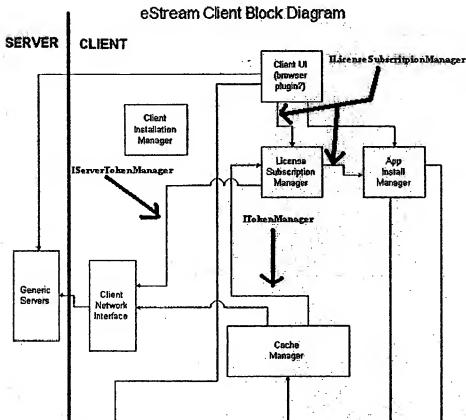 eStream Client Block Diagram
SERVER
CLIENT
Client UI
(browser
plugin?)
ILicenseSubscritpionManager
Client
Installation
Manager
IServerTokenManager
License
Subscription
Manager
App
Install
Manager
ITokenManager
Generic
Servers
Client
Network
Interface
Cache
Manager